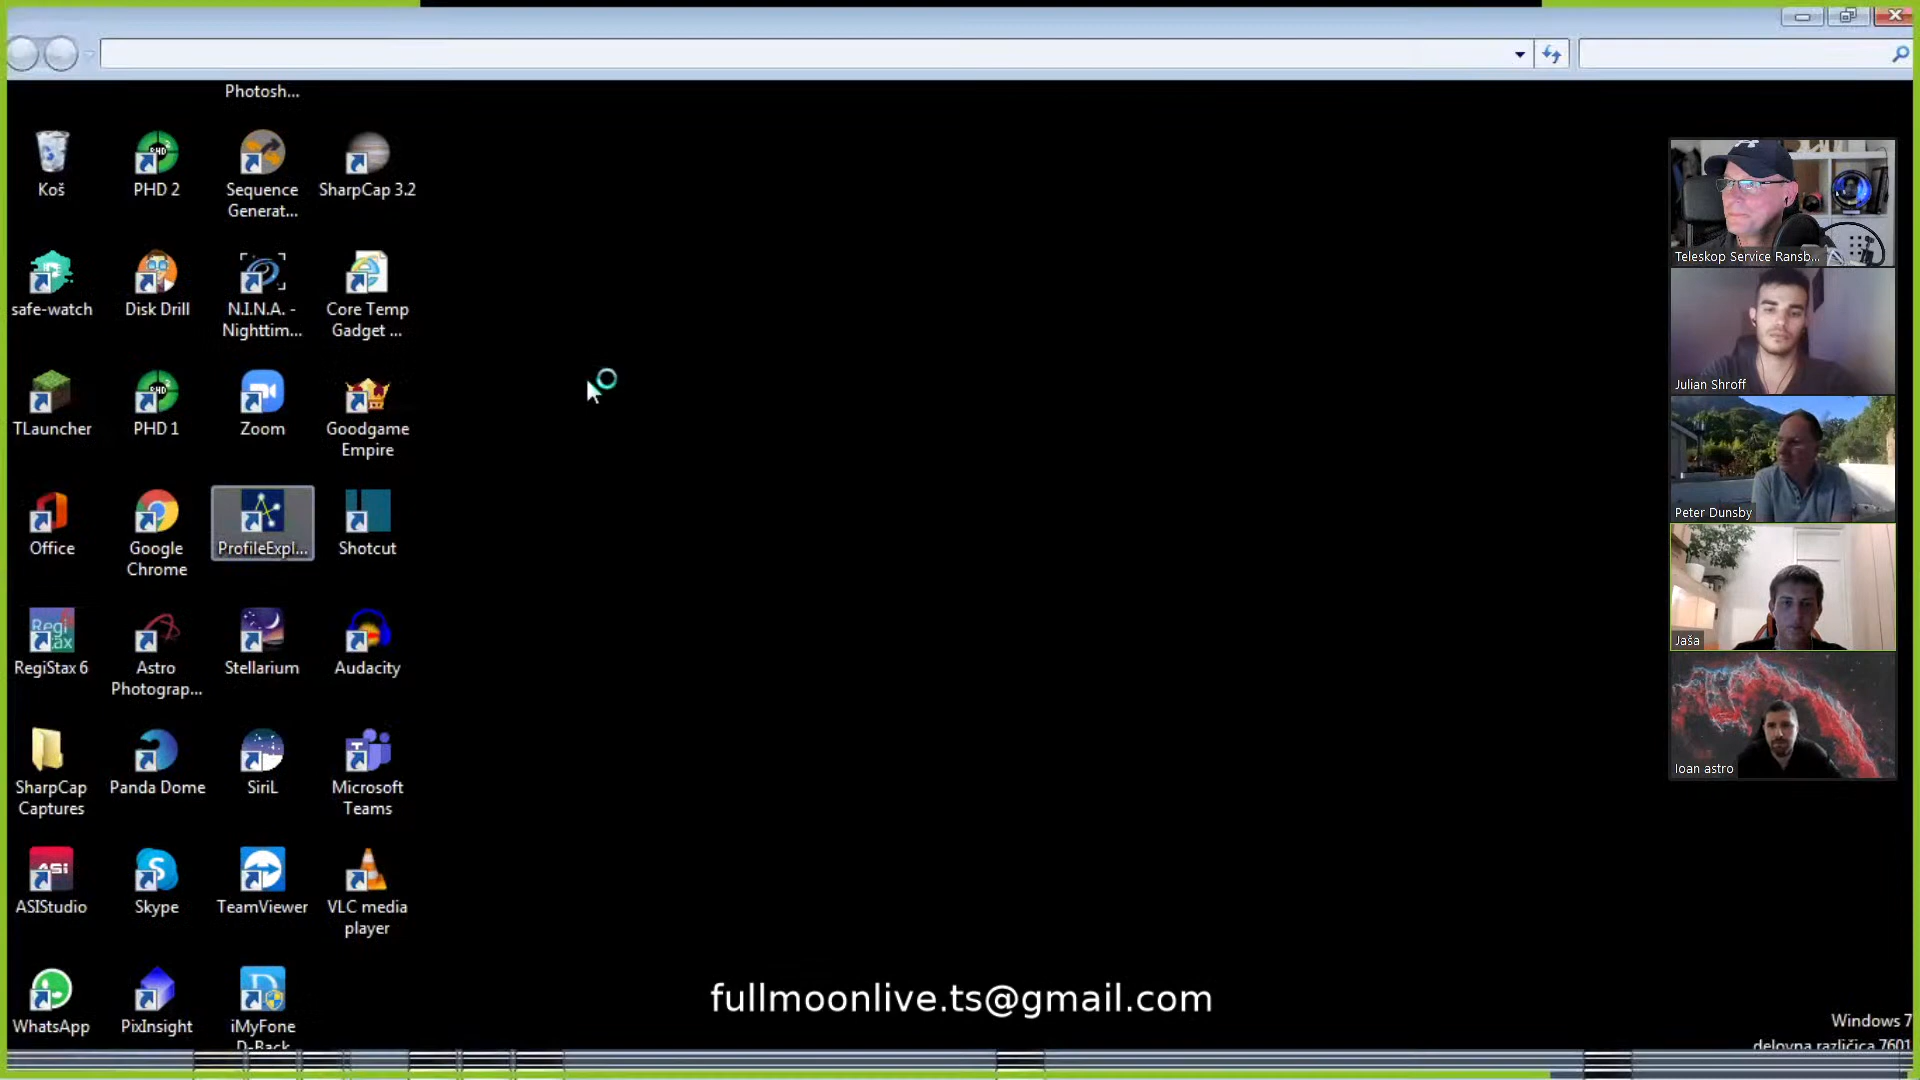 Photosh...
Koš
PHD 2
Sequence
Generat...
SharpCap 3.2
safe-watch
Disk Drill
N.I.N.A. -
Nighttim...
Core Temp
Gadget ...
TLauncher
PHD 1
Zoom
Goodgame
Empire
Office
Google
Chrome
ProfileExpl...
Shotcut
RegiStax 6
Astro
Photograp...
Stellarium
Audacity
SharpCap
Captures
Panda Dome
SiriL
Microsoft
Teams
ASIStudio
Skype
TeamViewer
VLC media
player
WhatsApp
PixInsight
iMyFone
D-Back
Teleskop Service Ransb...
Julian Shroff
Peter Dunsby
Jaša
Ioan astro
fullmoonlive.ts@gmail.com
Windows 7
delovna različica 7601